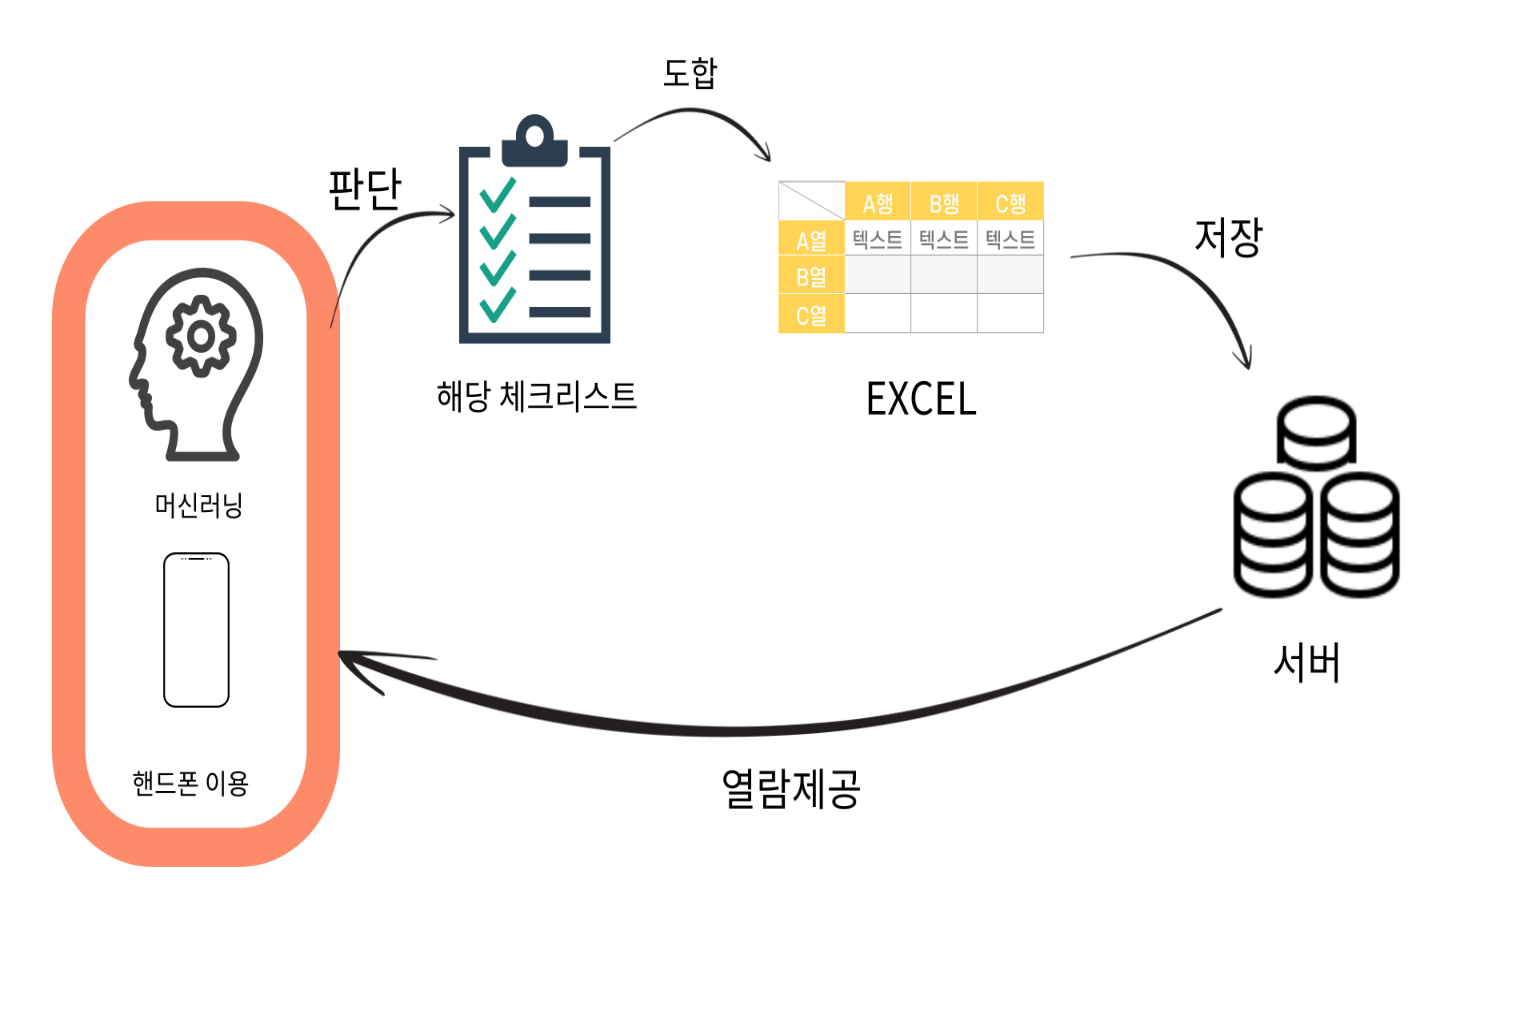 도합
판단
저장
A행 B행 C행
A열 텍스트 텍스트 텍스트
B열
C열
해당 체크리스트
EXCEL
머신러닝
서버
핸드폰 이용
열람제공